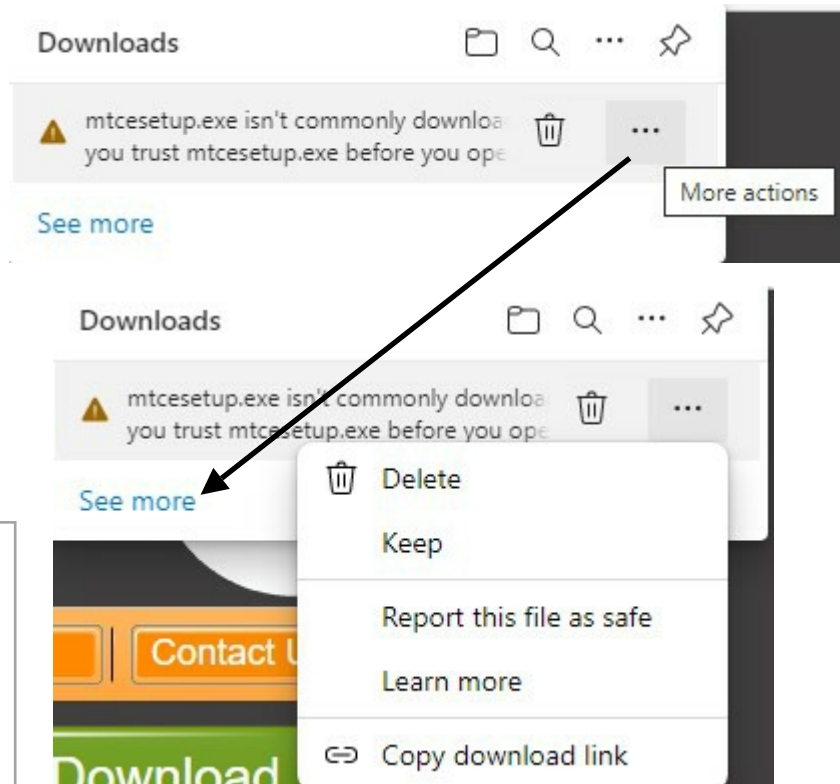 Downloads
mtcesetup.exe isn't commonly downloa
you trust mtcesetup.exe before you ope
More actions
See more
Downloads
mtcesetup.exe isn't commonly downloa
you trust mtcesetup.exe before you ope
See more
Delete
Keep
Report this file as safe
Learn more
Copy download link
Contact U
Download